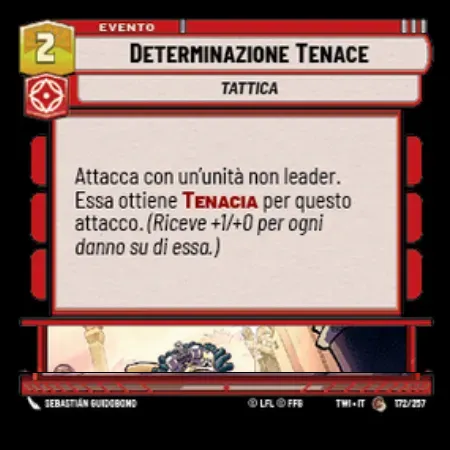 EVENTO
2
DETERMINAZIONE TENACE
TATTICA
Attacca con un'unità non leader.
Essa ottiene TENACIA per questo
attacco. (Riceve +1/+0 per ogni
danno su di essa.)
SEBASTIÁN GUIDOBONO
© LFL © FFG
TWI • IT
172/257